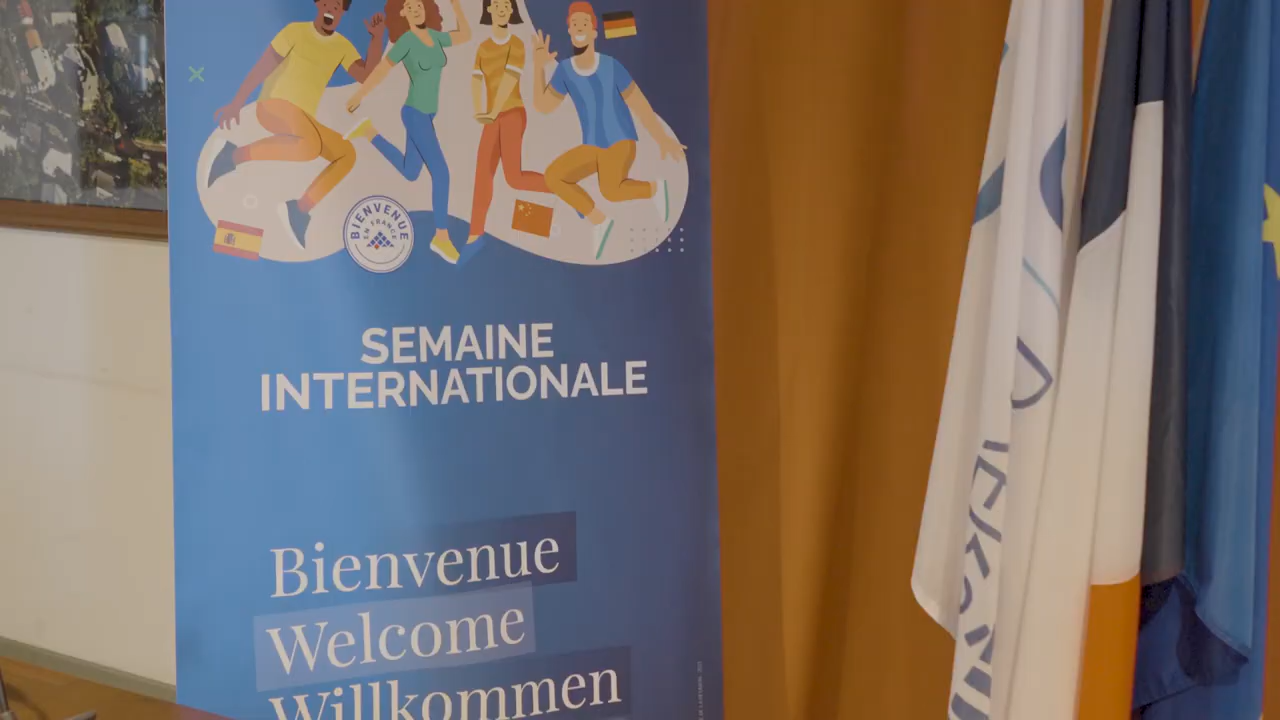 BIENVENUE
EN FRANCE
SEMAINE
INTERNATIONALE
Bienvenue
Welcome
Willkommen